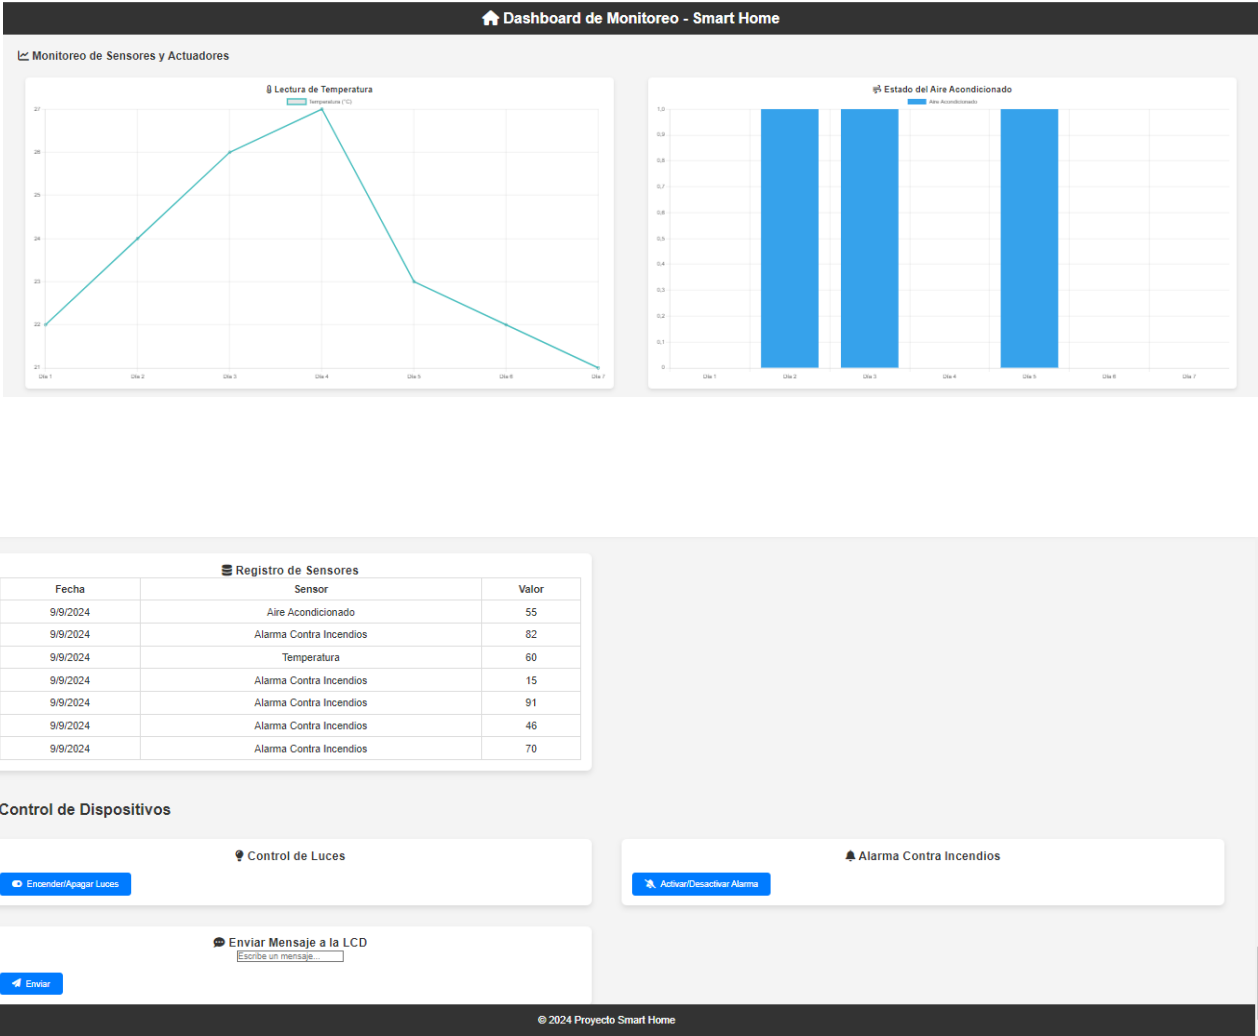 Dashboard de Monitoreo - Smart Home
Monitoreo de Sensores y Actuadores
Lectura de Temperatura
Temperatura (°C)
27
26
25
24
23
22
21
Día 1 Día 2 Día 3 Día 4 Día 5 Día 6 Día 7
Estado del Aire Acondicionado
Aire Acondicionado
1,0
0,9
0,8
0,7
0,6
0,5
0,4
0,3
0,2
0,1
0
Día 1 Día 2 Día 3 Día 4 Día 5 Día 6 Día 7
Registro de Sensores
Fecha Sensor Valor
9/9/2024 Aire Acondicionado 55
9/9/2024 Alarma Contra Incendios 82
9/9/2024 Temperatura 60
9/9/2024 Alarma Contra Incendios 15
9/9/2024 Alarma Contra Incendios 91
9/9/2024 Alarma Contra Incendios 46
9/9/2024 Alarma Contra Incendios 70
Control de Dispositivos
Control de Luces
Encender/Apagar Luces
Alarma Contra Incendios
Activar/Desactivar Alarma
Enviar Mensaje a la LCD
Escribe un mensaje...
Enviar
© 2024 Proyecto Smart Home